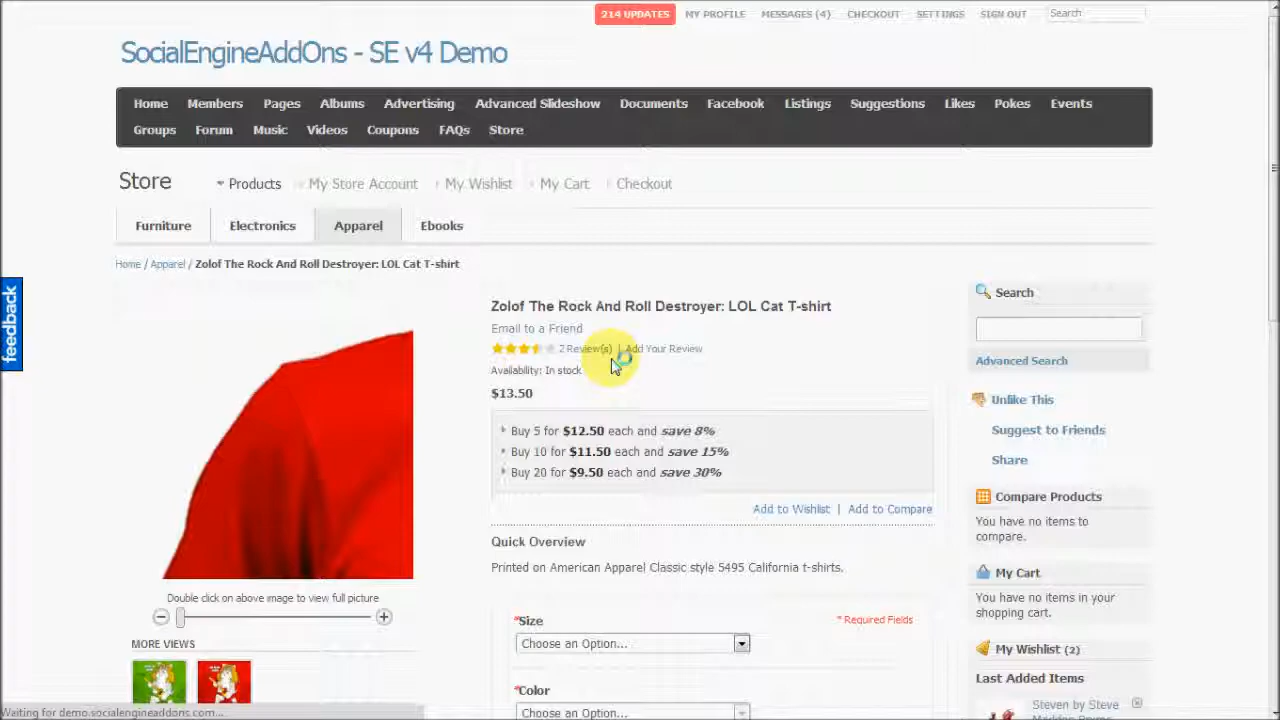 214 UPDATES MY PROFILE MESSAGES (4) CHECKOUT SETTINGS SIGN OUT Search
SocialEngineAddOns - SE v4 Demo
Home Members Pages Albums Advertising Advanced Slideshow Documents Facebook Listings Suggestions Likes Pokes Events
Groups Forum Music Videos Coupons FAQs Store
Store Products My Store Account My Wishlist My Cart Checkout
Furniture Electronics Apparel Ebooks
Home / Apparel / Zolof The Rock And Roll Destroyer: LOL Cat T-shirt
feedback
Zolof The Rock And Roll Destroyer: LOL Cat T-shirt
Email to a Friend
2 Review(s) | Add Your Review
Availability: In stock
$13.50
Buy 5 for $12.50 each and save 8%
Buy 10 for $11.50 each and save 15%
Buy 20 for $9.50 each and save 30%
Add to Wishlist | Add to Compare
Quick Overview
Printed on American Apparel Classic style 5495 California t-shirts.
*Size
* Required Fields
Choose an Option...
*Color
Choose an Option...
Double click on above image to view full picture
MORE VIEWS
Search
Advanced Search
Unlike This
Suggest to Friends
Share
Compare Products
You have no items to
compare.
My Cart
You have no items in your
shopping cart.
My Wishlist (2)
Last Added Items
Steven by Steve
Waiting for demo.socialengineaddons.com...